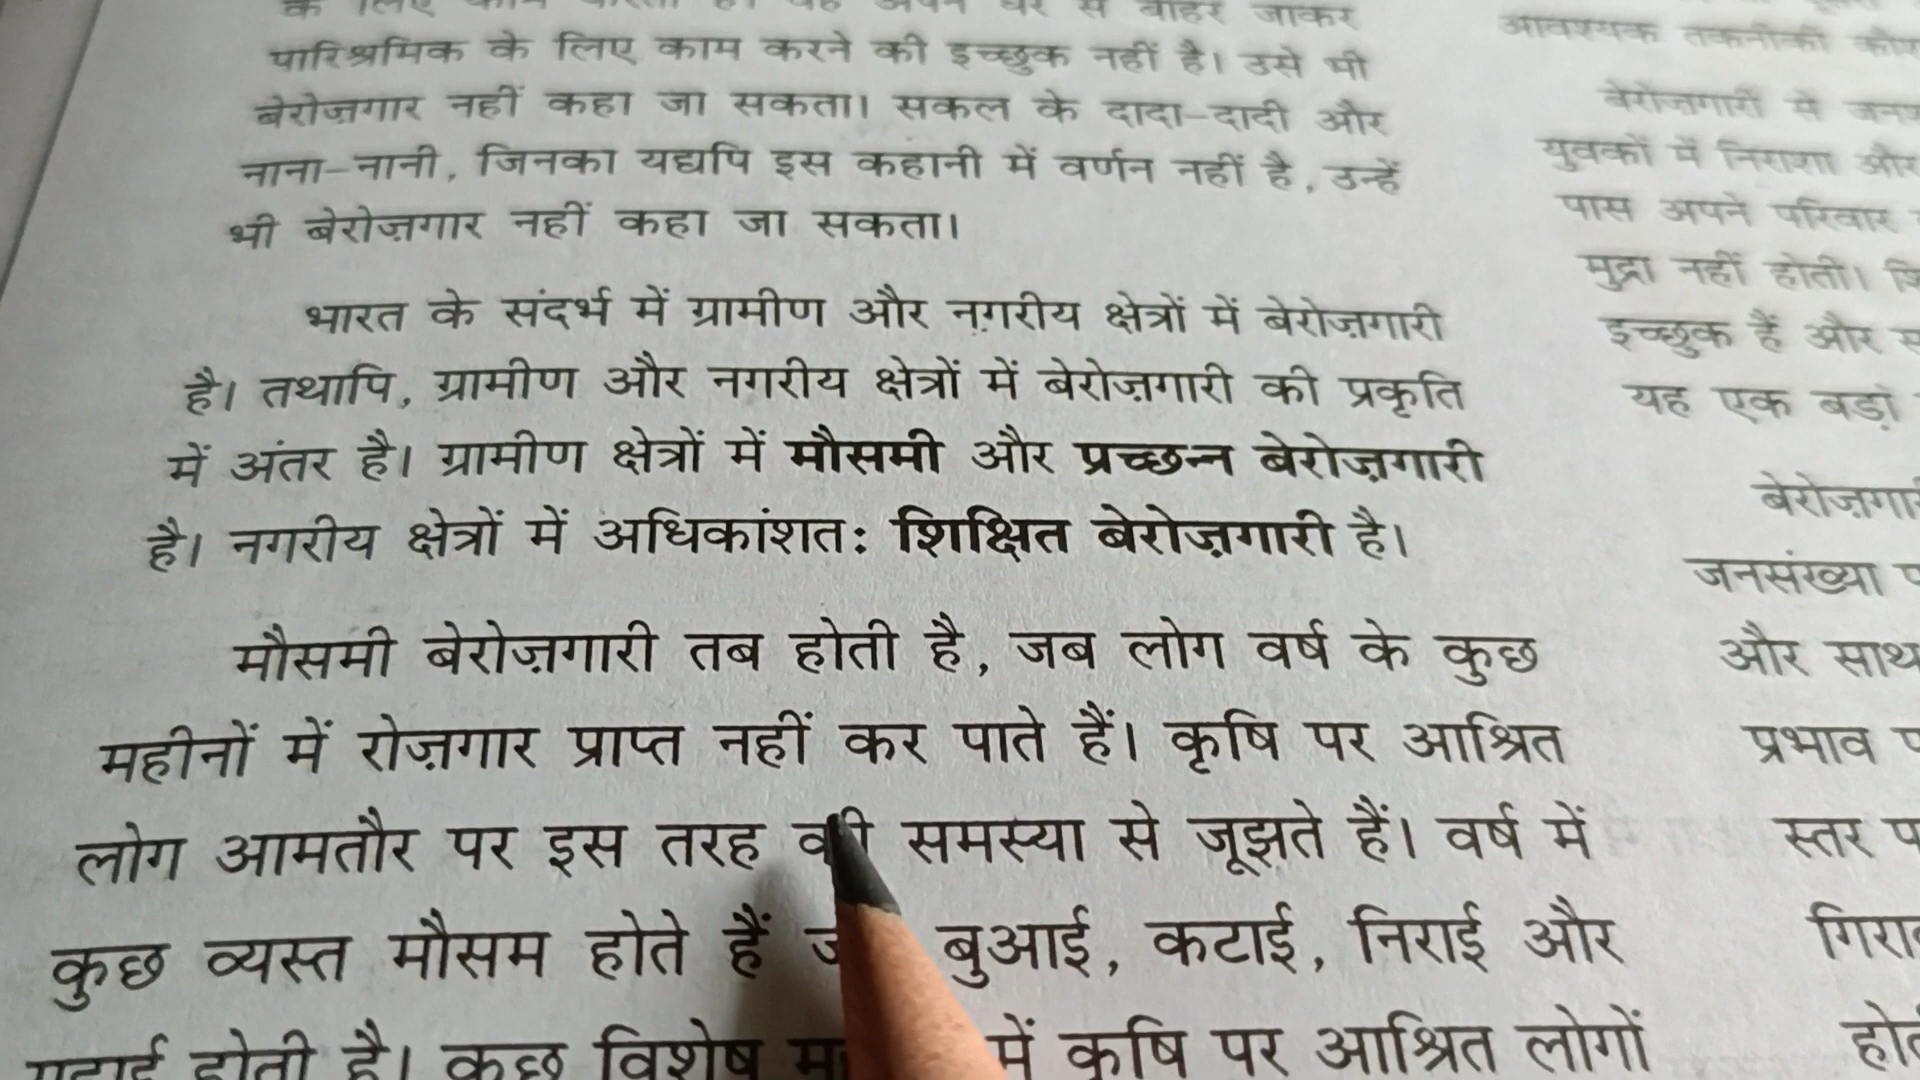 पारिश्रमिक के लिए काम करने की इच्छुक नहीं है। उसे भी
बेरोज़गार नहीं कहा जा सकता। सकल के दादा-दादी और
नाना-नानी, जिनका यद्यपि इस कहानी में वर्णन नहीं है, उन्हें
भी बेरोज़गार नहीं कहा जा सकता।
भारत के संदर्भ में ग्रामीण और नगरीय क्षेत्रों में बेरोज़गारी
है। तथापि, ग्रामीण और नगरीय क्षेत्रों में बेरोज़गारी की प्रकृति
में अंतर है। ग्रामीण क्षेत्रों में मौसमी और प्रच्छन्न बेरोज़गारी
है। नगरीय क्षेत्रों में अधिकांशत: शिक्षित बेरोज़गारी है।
मौसमी बेरोज़गारी तब होती है, जब लोग वर्ष के कुछ
महीनों में रोज़गार प्राप्त नहीं कर पाते हैं। कृषि पर आश्रित
लोग आमतौर पर इस तरह की समस्या से जूझते हैं। वर्ष में
कुछ व्यस्त मौसम होते हैं बुआई, कटाई, निराई और
होती है। कुछ विशेष में कृषि पर आश्रित लोगों
आवश्यक तकनीकी
बेरोज़गारी से
युवकों में निराशा और
पास अपने परिवार
मुद्रा नहीं होती।
इच्छुक हैं और
यह एक बड़ा
जनसंख्या
और साथ
प्रभाव
स्तर